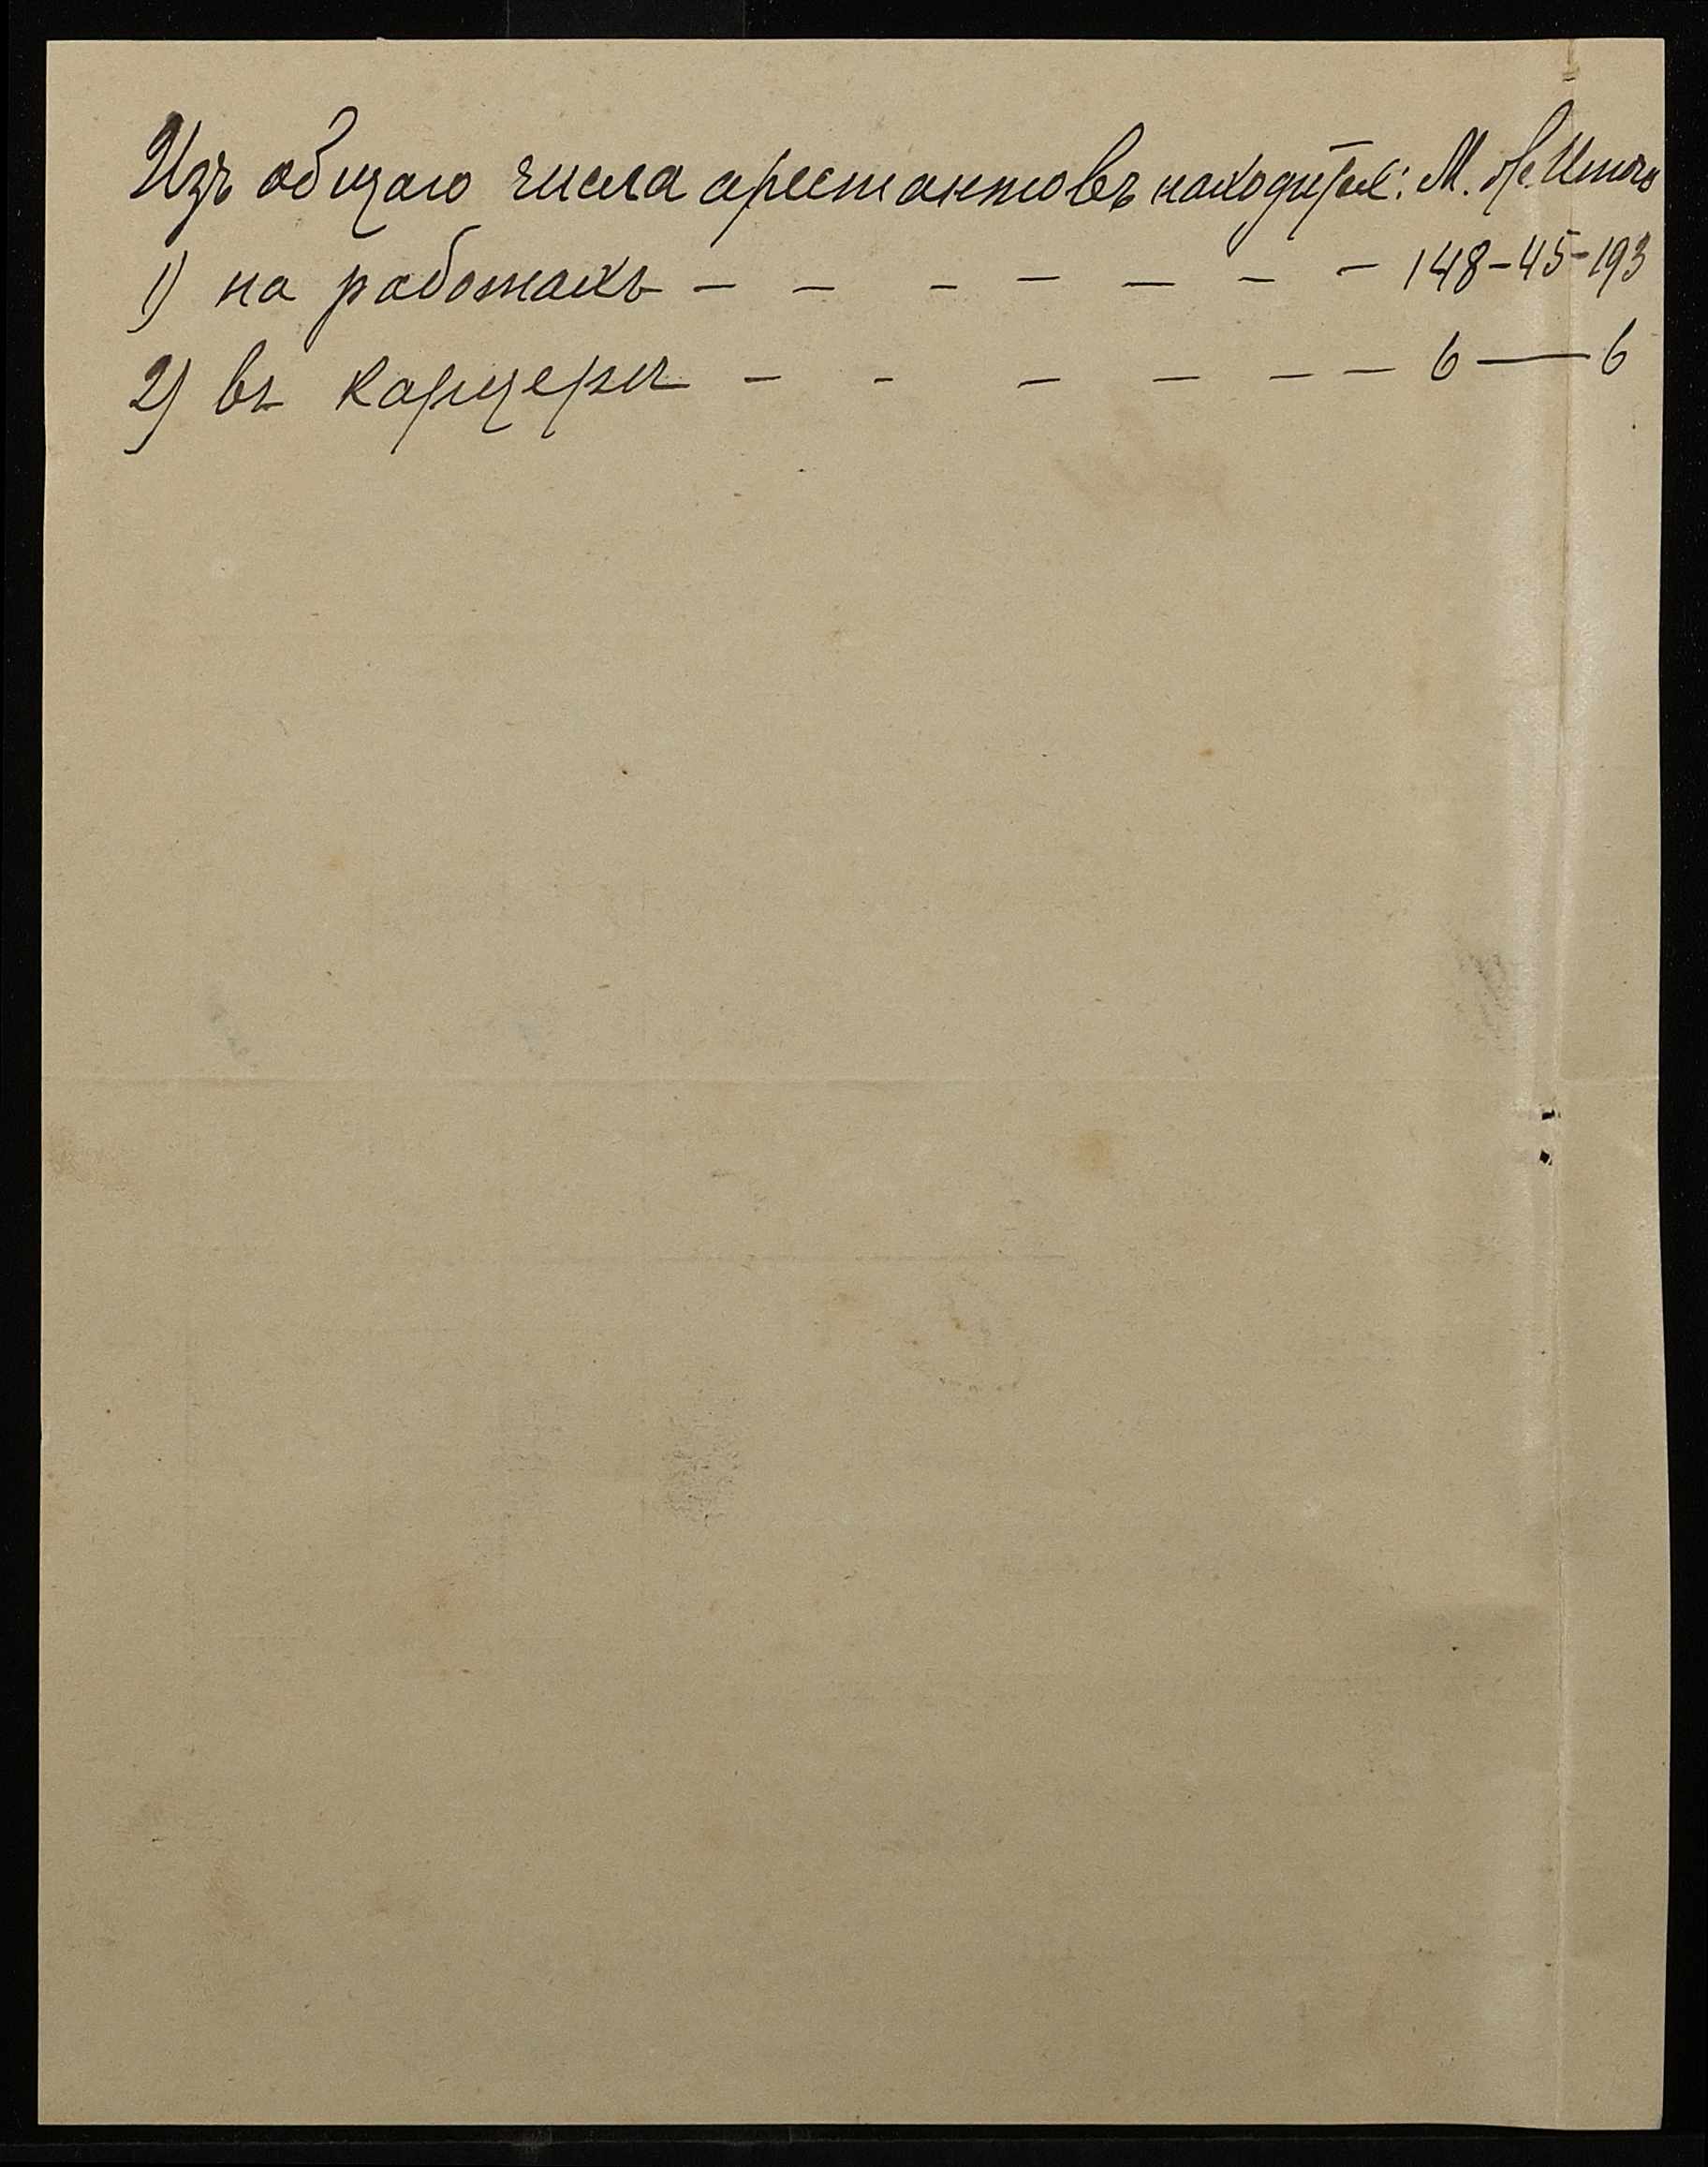 Изъ общаго числа арестантовъ находится: М. Ж. Итого
1) на работахъ — — — — — — — 148-45-193
2) въ карцерѣ — — — — — — 6 — 6